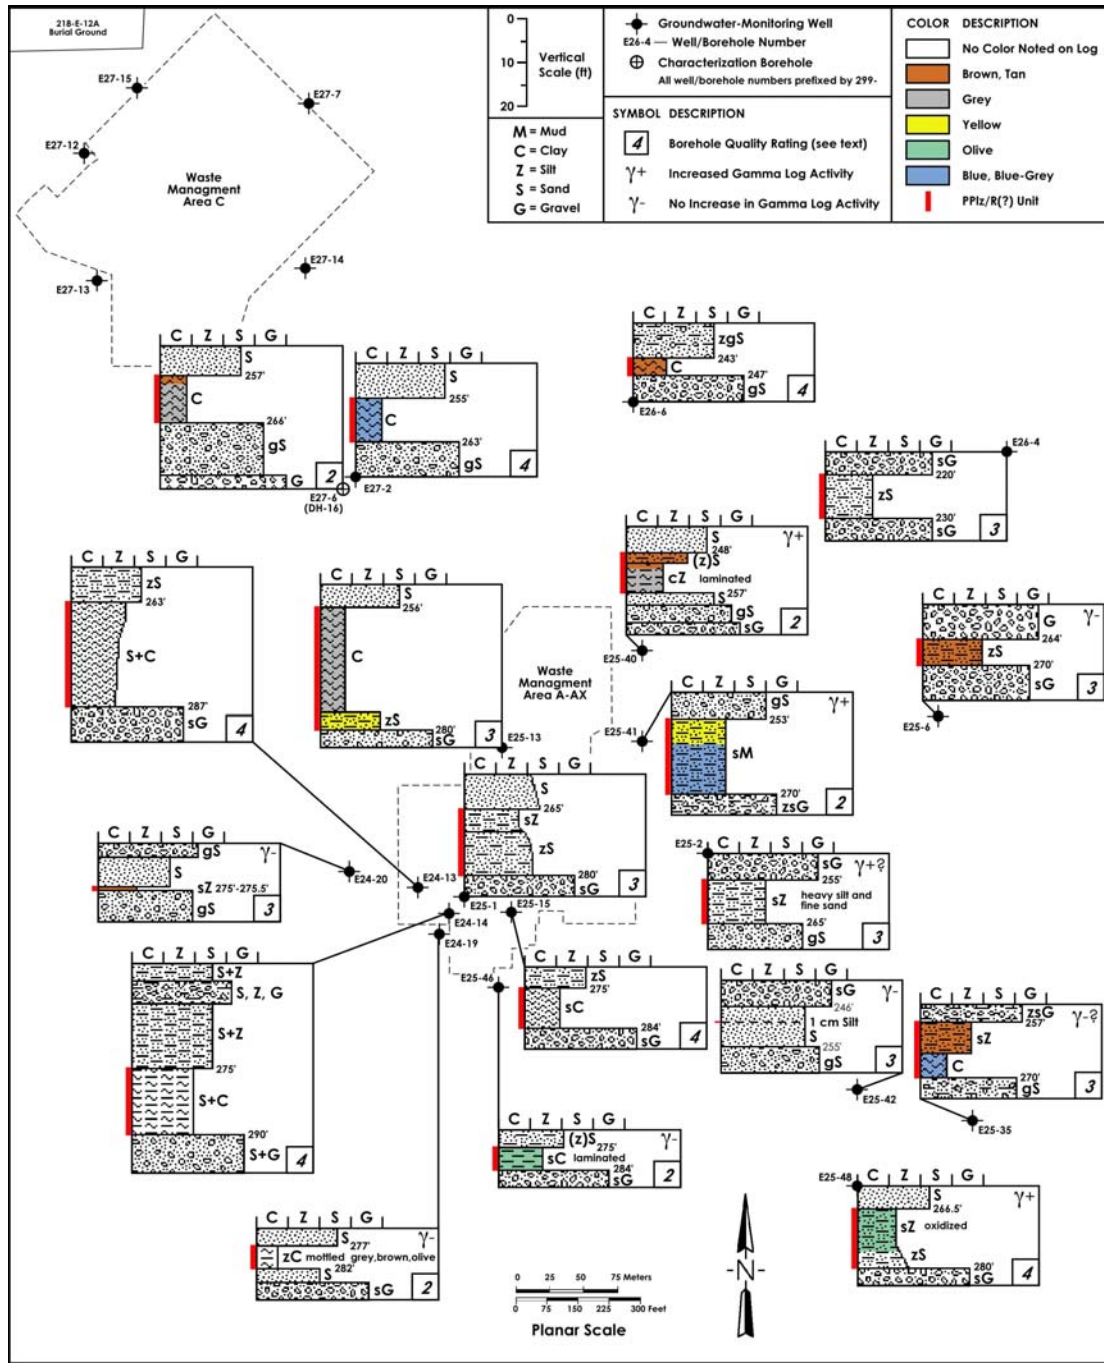 218-E-12A
Burial Ground
E27-15
E27-7
E27-12
Waste
Managment
Area C
E27-13
E27-14
0
10
20
Vertical
Scale (ft)
M = Mud
C = Clay
Z = Silt
S = Sand
G = Gravel
Groundwater-Monitoring Well
E26-4 — Well/Borehole Number
Characterization Borehole
All well/borehole numbers prefixed by 299-
SYMBOL DESCRIPTION
4 Borehole Quality Rating (see text)
γ+ Increased Gamma Log Activity
γ- No Increase in Gamma Log Activity
COLOR DESCRIPTION
No Color Noted on Log
Brown, Tan
Grey
Yellow
Olive
Blue, Blue-Grey
PPlz/R(?) Unit
C Z S G
S
257'
C
266'
gS
G
2
E27-6
(DH-16)
C Z S G
S
255'
C
263'
gS
4
E27-2
C Z S G
zgS
243'
C
247'
gS
4
E26-6
C Z S G
E26-4
sG
220'
zS
230'
sG
3
C Z S G
zS
263'
S+C
287'
sG
4
C Z S G
S
256'
C
zS
280'
sG
3
E25-13
Waste
Managment
Area A-AX
C Z S G
S
γ+
248'
(z)S
cZ laminated
257'
S
gS
sG
2
E25-40
C Z S G
γ-
G
264'
zS
270'
sG
3
E25-6
C Z S G
gS
γ+
253'
sM
270'
zsG
2
E25-41
C Z S G
S
265'
sZ
zS
280'
sG
3
E25-1
C Z S G
gS
γ-
S
sZ 275'-275.5'
gS
3
E24-20
E24-13
E25-15
E24-14
E24-19
E25-2
C Z S G
sG
γ+?
255'
sZ heavy silt and
fine sand
265'
gS
3
C Z S G
S+Z
S, Z, G
S+Z
275'
S+C
290'
S+G
4
E25-46
C Z S G
zS
275'
sC
284'
sG
4
sG
γ-
246'
1 cm Silt
S
255'
gS
3
E25-42
C Z S G
zsG
γ-?
257'
sZ
C
270'
gS
3
E25-35
C Z S G
(z)S
γ-
275'
sC laminated
284'
sG
2
C Z S G
S
γ-
277'
zC mottled grey,brown,olive
282'
S
sG
2
E25-48
C Z S G
S
γ+
266.5'
sZ oxidized
zS
280'
sG
4
0 25 50 75 Meters
0 75 150 225 300 Feet
Planar Scale
-N-